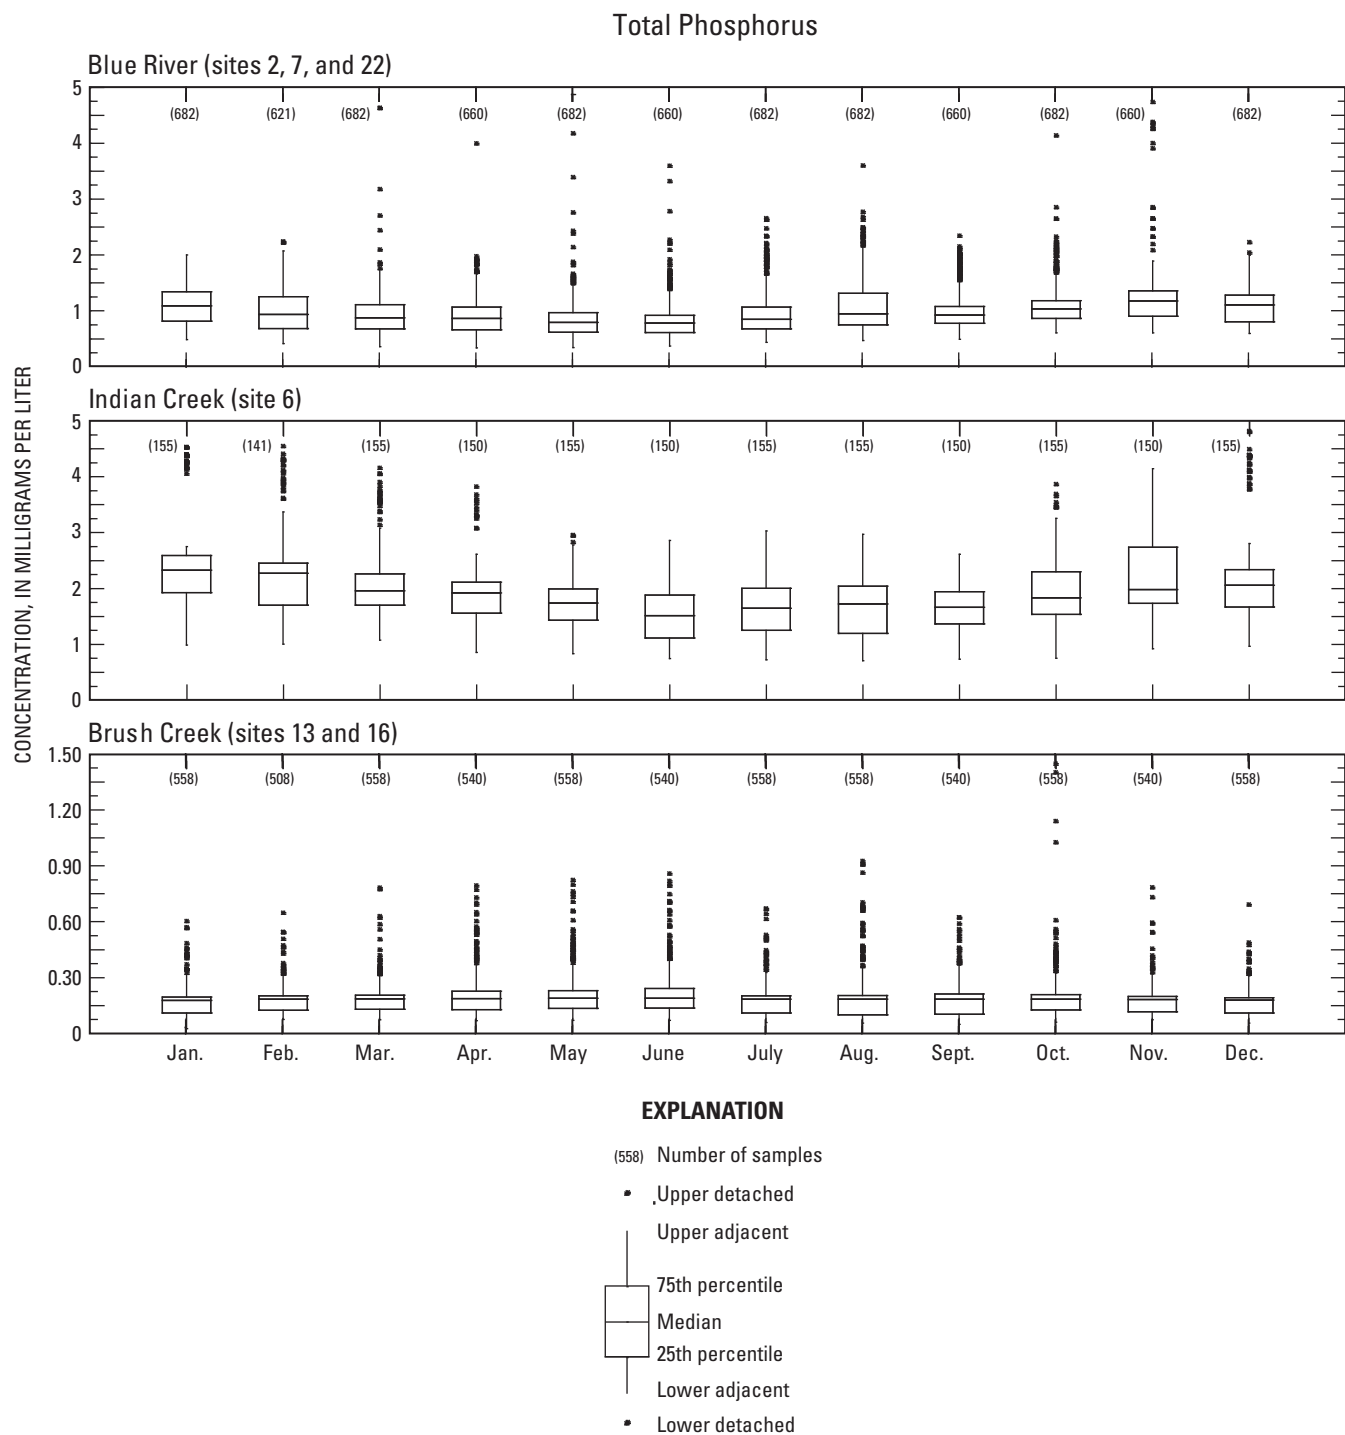 Total Phosphorus
Blue River (sites 2, 7, and 22)
5
(682) (621) (682) (660) (682) (660) (682) (682) (660) (682) (660) (682)
4
3
2
1
0
CONCENTRATION, IN MILLIGRAMS PER LITER
Indian Creek (site 6)
5
(155) (141) (155) (150) (155) (150) (155) (155) (150) (155) (150) (155)
4
3
2
1
0
Brush Creek (sites 13 and 16)
1.50
(558) (508) (558) (540) (558) (540) (558) (558) (540) (558) (540) (558)
1.20
0.90
0.60
0.30
0
Jan. Feb. Mar. Apr. May June July Aug. Sept. Oct. Nov. Dec.
EXPLANATION
(558) Number of samples
Upper detached
Upper adjacent
75th percentile
Median
25th percentile
Lower adjacent
Lower detached